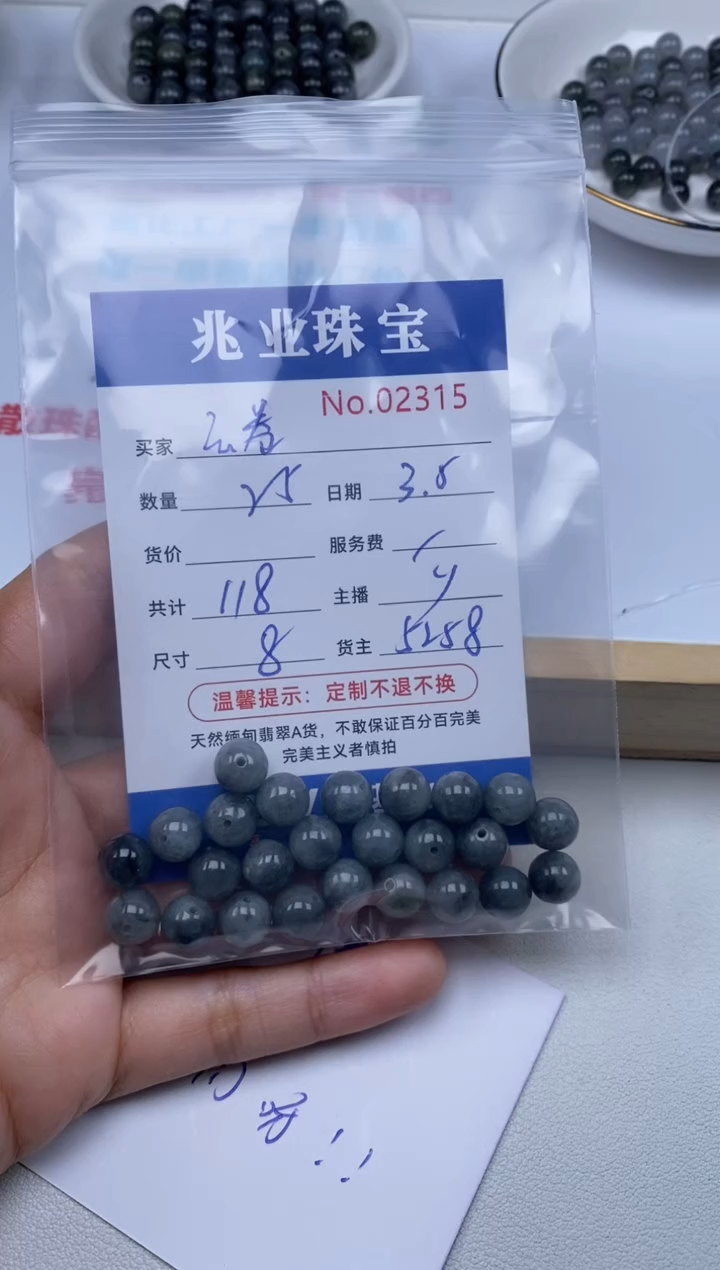 兆业珠宝
No.02315
买家 云卷
数量 25 日期 3.8
货价 服务费 /
共计 118 主播 y
尺寸 8 货主 5258
温馨提示：定制不退不换
天然缅甸翡翠A货，不敢保证百分百完美
完美主义者慎拍